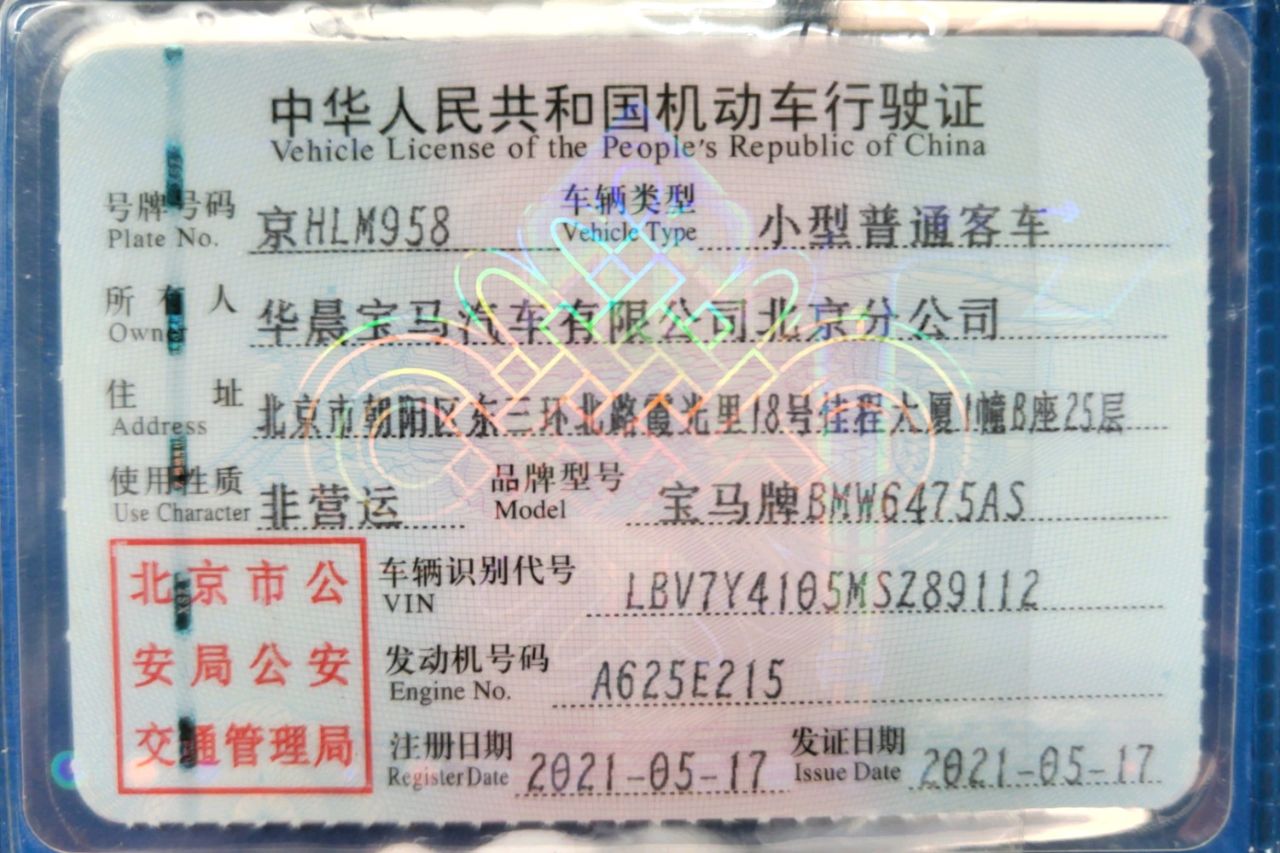 中华人民共和国机动车行驶证
Vehicle License of the People's Republic of China
号牌号码 京HLM958 车辆类型 小型普通客车
Plate No. Vehicle Type
所有人 华晨宝马汽车有限公司北京分公司
Owner
住址 北京市朝阳区东三环北路霞光里18号佳程大厦1幢B座25层
Address
使用性质 非营运 品牌型号 宝马牌BMW6475AS
Use Character Model
北京市公
安局公安
交通管理局
车辆识别代号 LBV7Y4105MSZ89112
VIN
发动机号码 A625E215
Engine No.
注册日期 2021-05-17 发证日期 2021-05-17
Register Date Issue Date